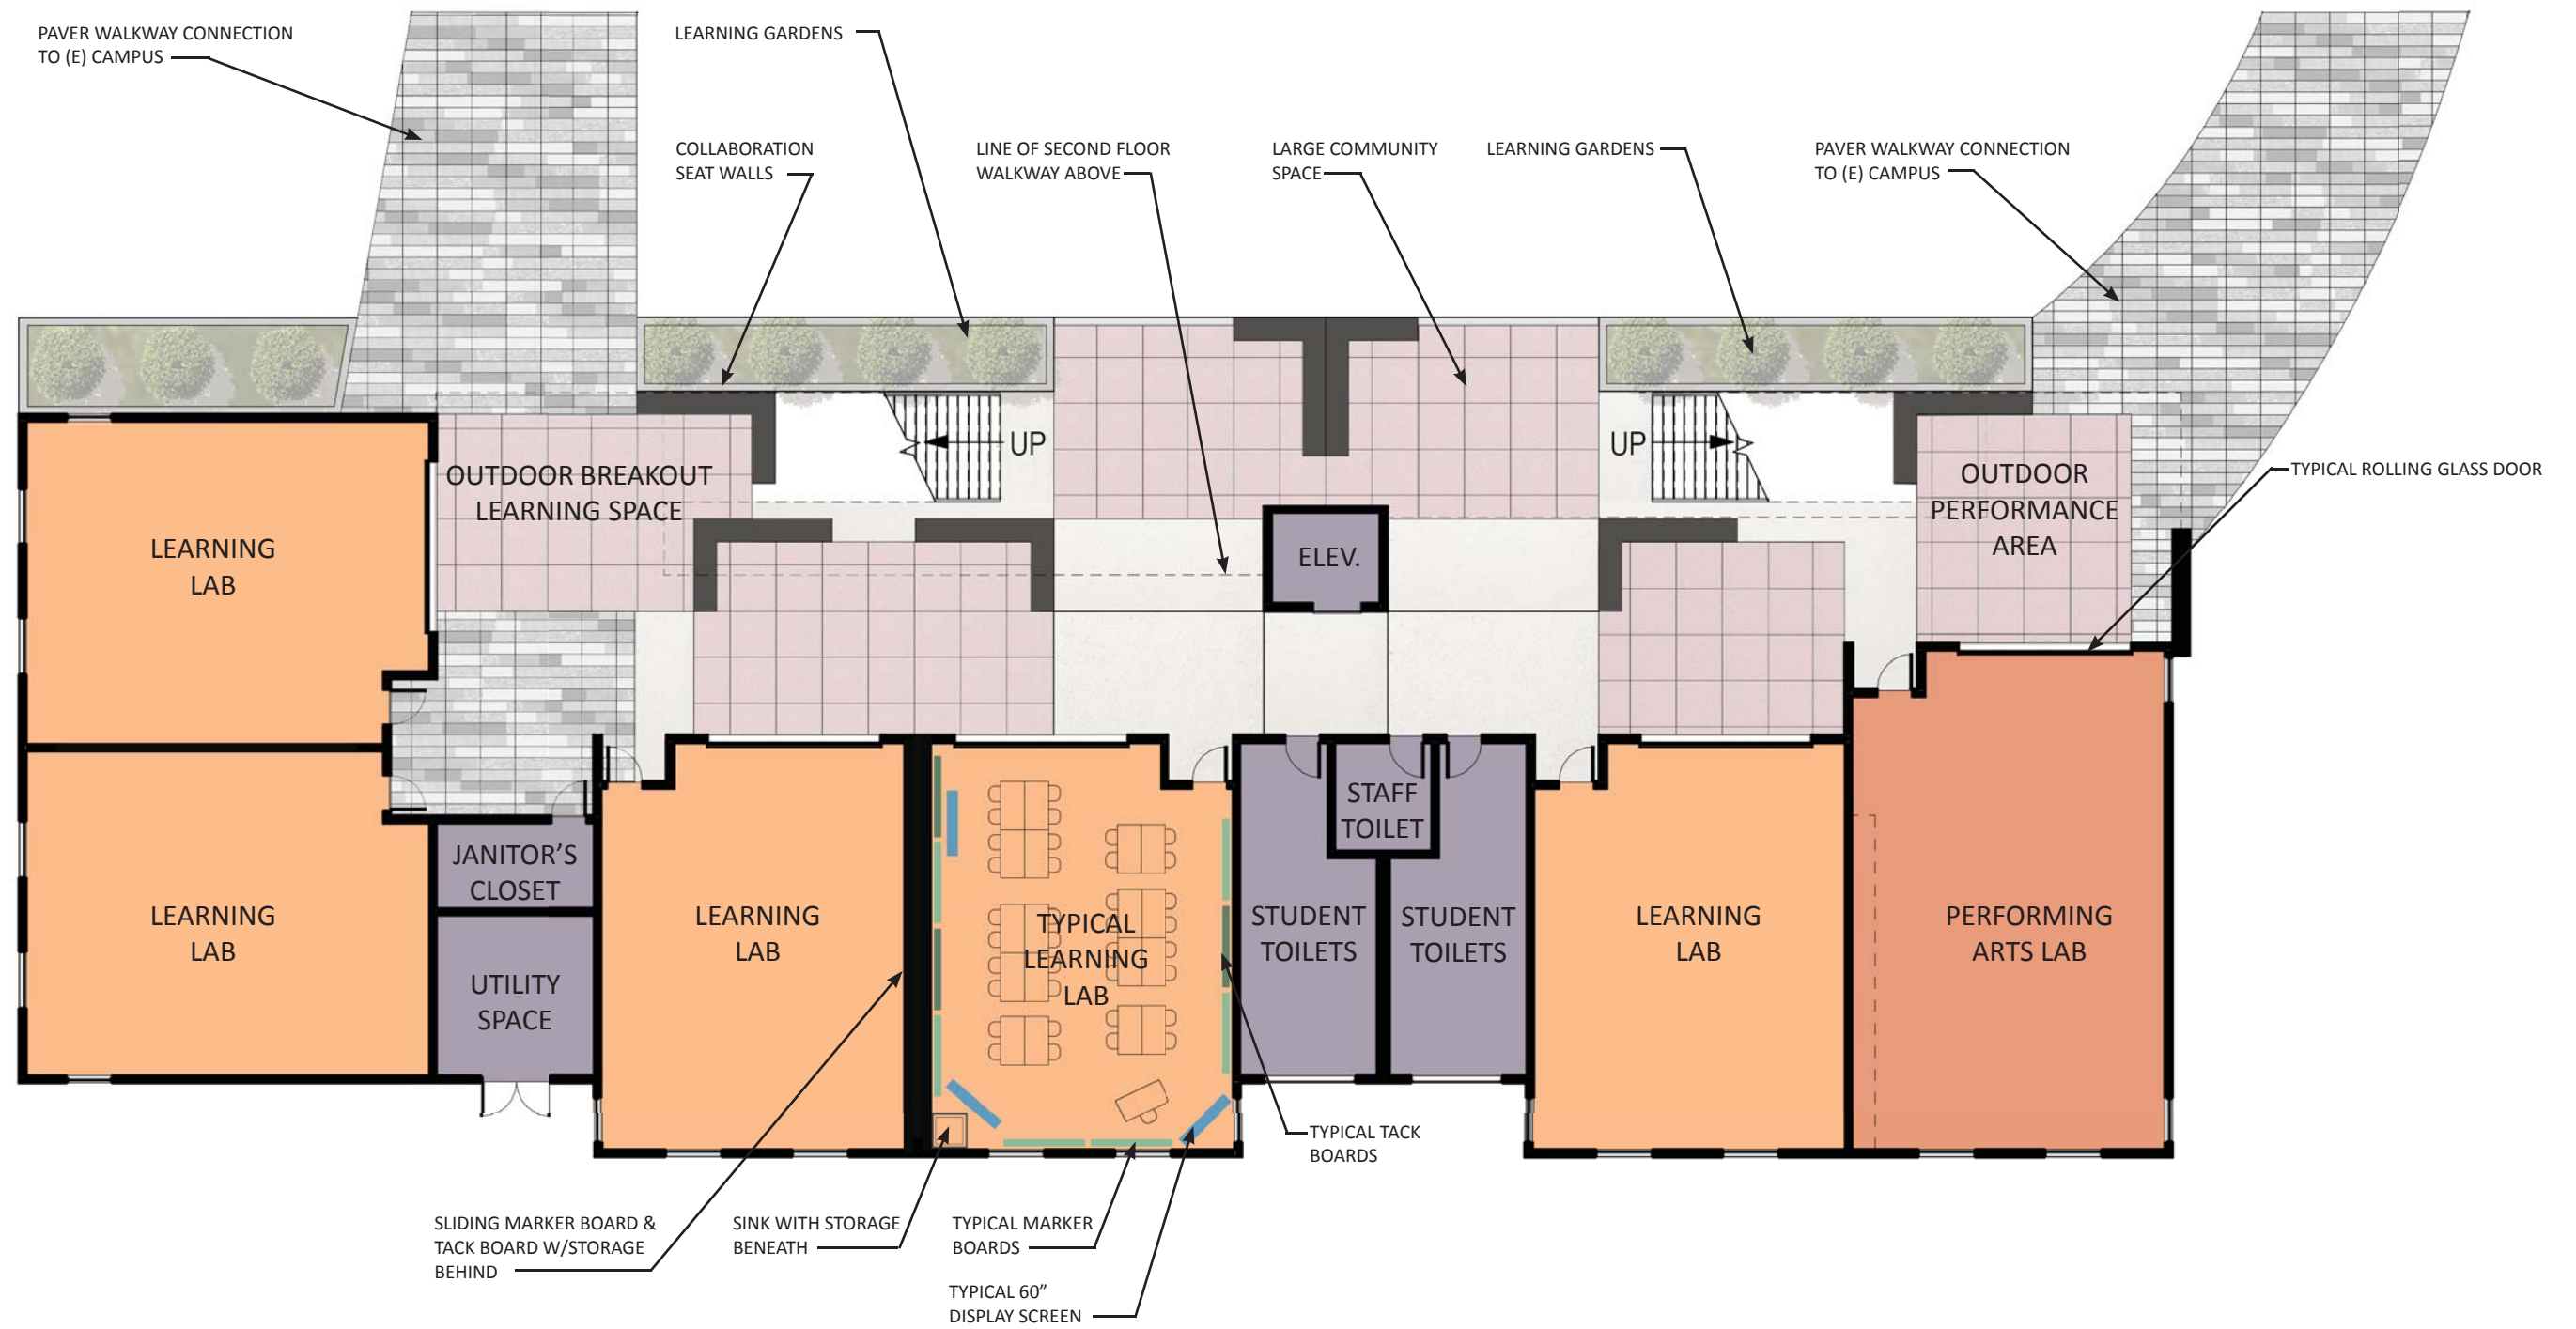 PAVER WALKWAY CONNECTION
TO (E) CAMPUS
LEARNING GARDENS
COLLABORATION
SEAT WALLS
LINE OF SECOND FLOOR
WALKWAY ABOVE
LARGE COMMUNITY
SPACE
LEARNING GARDENS
PAVER WALKWAY CONNECTION
TO (E) CAMPUS
TYPICAL ROLLING GLASS DOOR
UP
UP
OUTDOOR BREAKOUT
LEARNING SPACE
OUTDOOR
PERFORMANCE
AREA
ELEV.
LEARNING
LAB
LEARNING
LAB
JANITOR’S
CLOSET
UTILITY
SPACE
LEARNING
LAB
TYPICAL
LEARNING
LAB
STUDENT
TOILETS
STAFF
TOILET
STUDENT
TOILETS
LEARNING
LAB
PERFORMING
ARTS LAB
TYPICAL TACK
BOARDS
SLIDING MARKER BOARD &
TACK BOARD W/STORAGE
BEHIND
SINK WITH STORAGE
BENEATH
TYPICAL MARKER
BOARDS
TYPICAL 60”
DISPLAY SCREEN